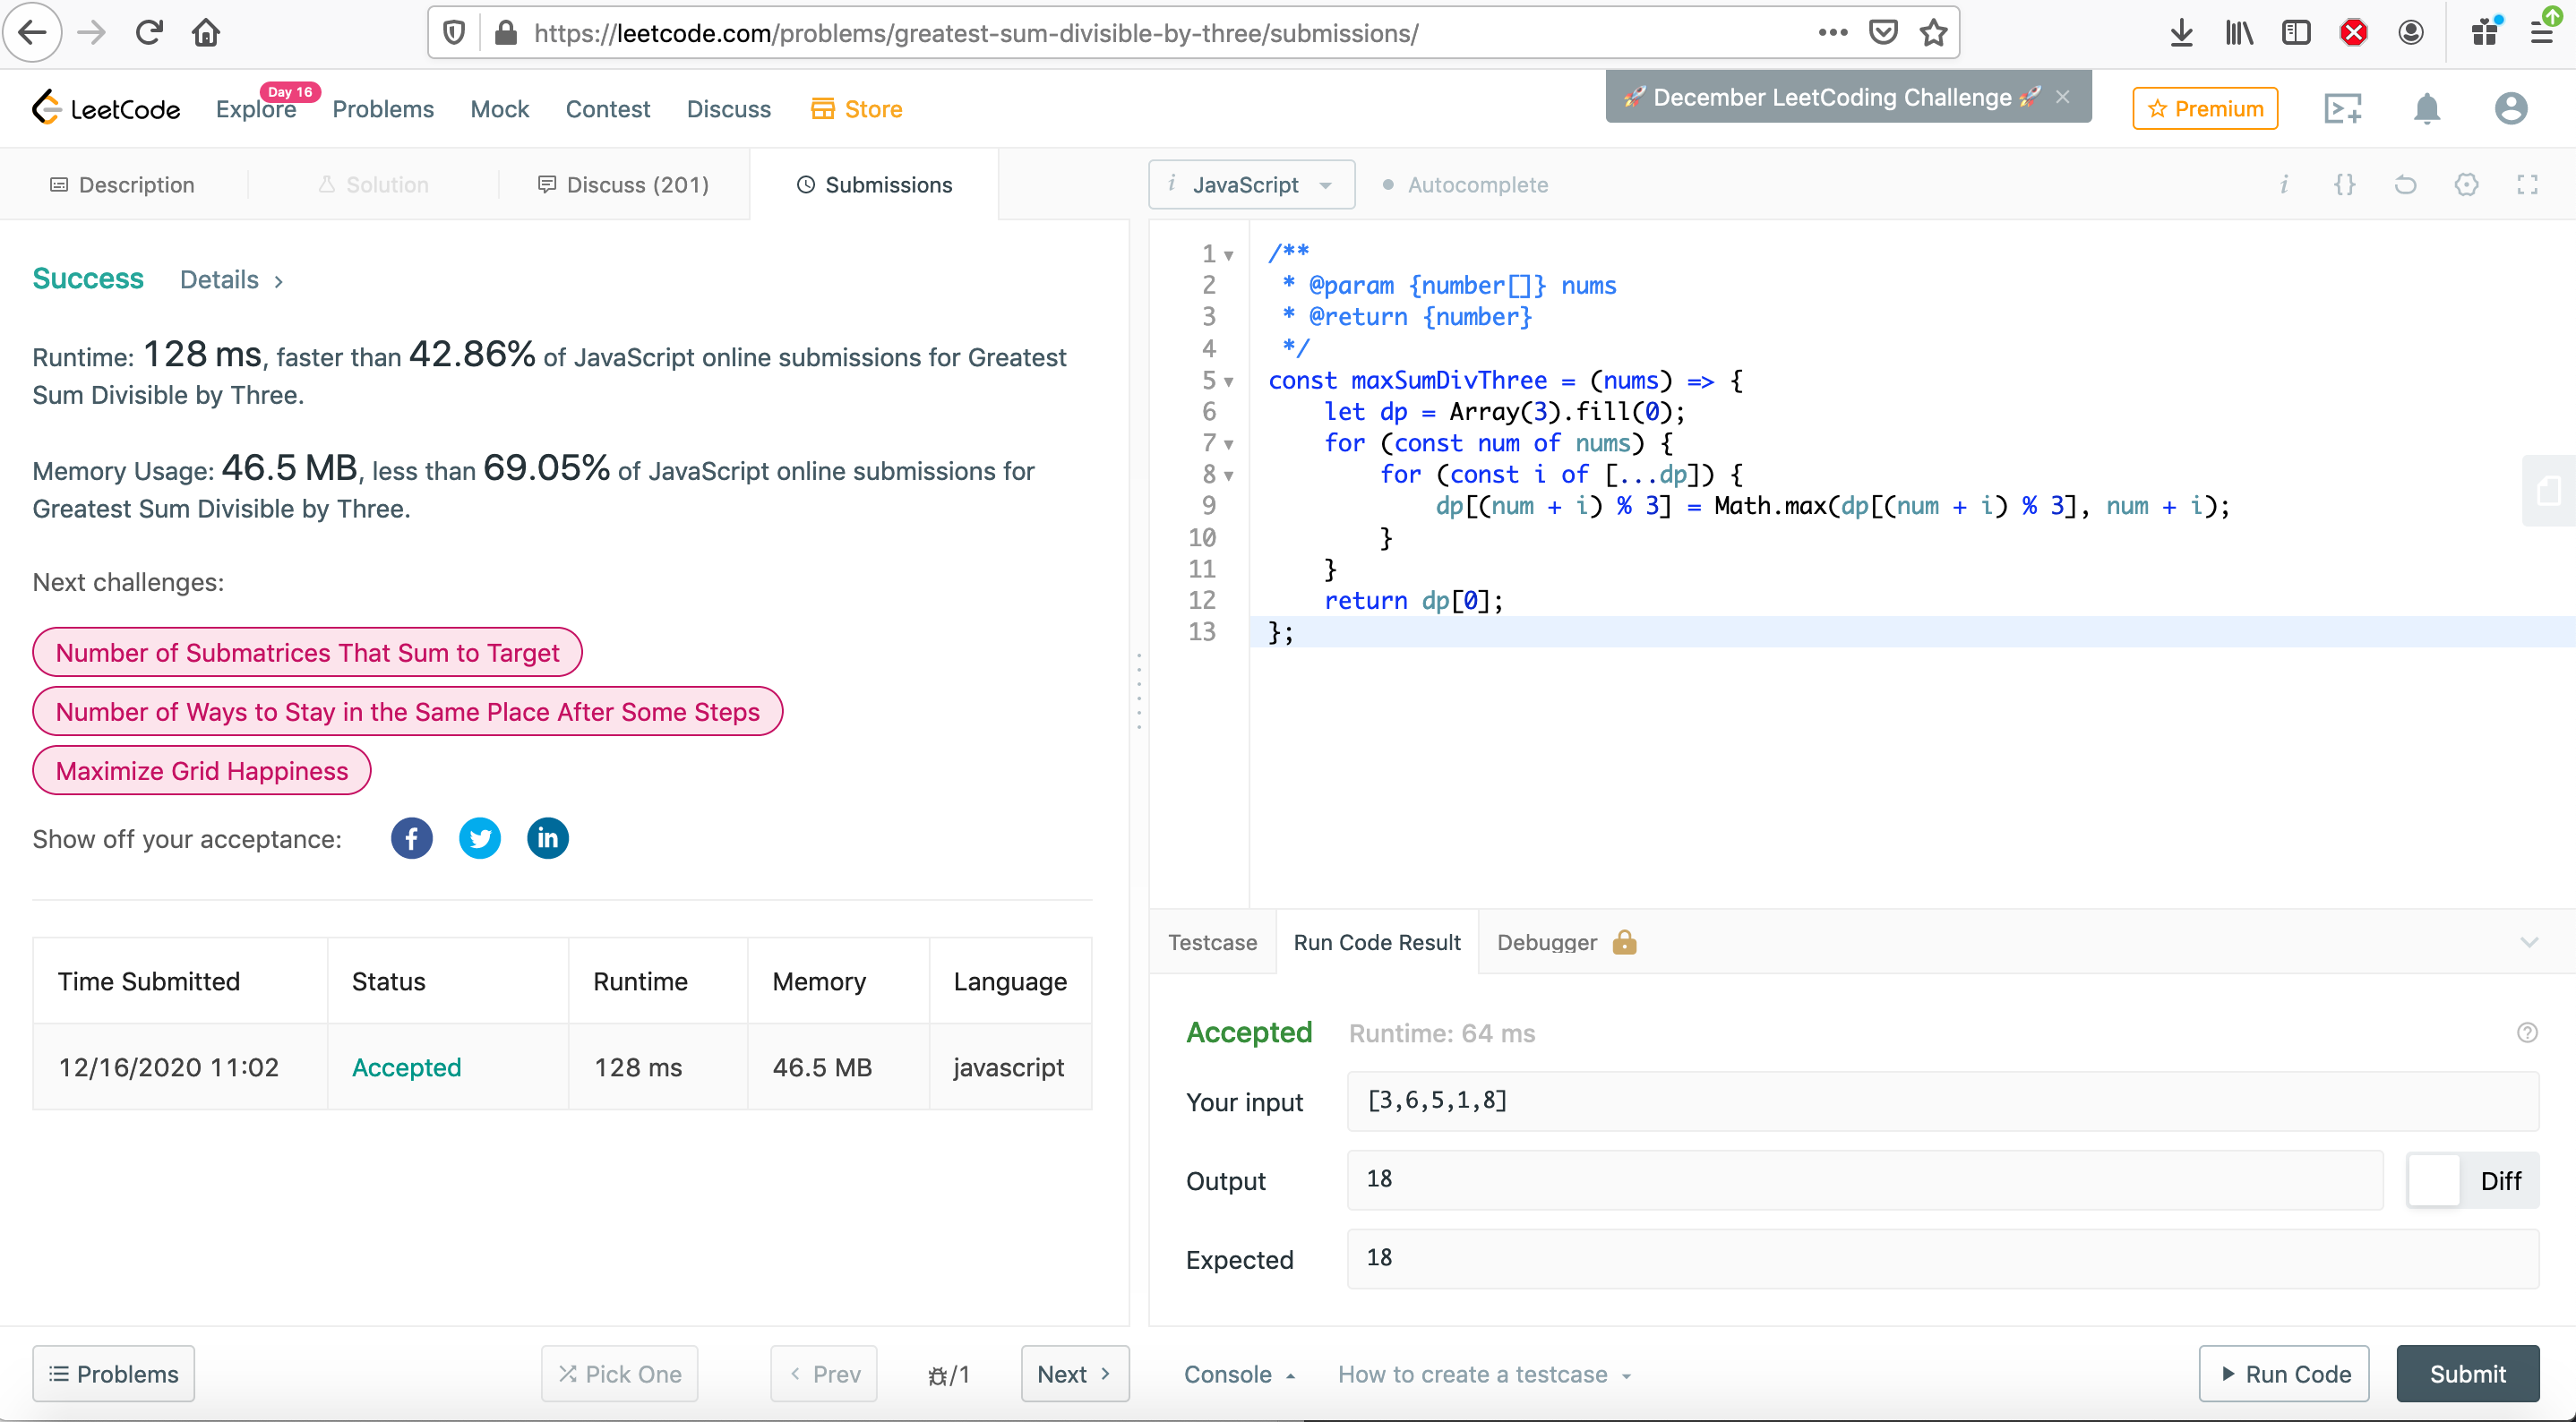 https://leetcode.com/problems/greatest-sum-divisible-by-three/submissions/
LeetCode
Explore
Day 16
Problems
Mock
Contest
Discuss
Store
🚀 December LeetCoding Challenge 🚀 ×
Premium
Description
Solution
Discuss (201)
Submissions
i JavaScript
Autocomplete
i
{}
Success
Details >
Runtime: 128 ms, faster than 42.86% of JavaScript online submissions for Greatest
Sum Divisible by Three.
Memory Usage: 46.5 MB, less than 69.05% of JavaScript online submissions for
Greatest Sum Divisible by Three.
Next challenges:
Number of Submatrices That Sum to Target
Number of Ways to Stay in the Same Place After Some Steps
Maximize Grid Happiness
Show off your acceptance:
Time Submitted Status Runtime Memory Language
12/16/2020 11:02 Accepted 128 ms 46.5 MB javascript
1 /**
2  * @param {number[]} nums
3  * @return {number}
4  */
5 const maxSumDivThree = (nums) => {
6     let dp = Array(3).fill(0);
7     for (const num of nums) {
8         for (const i of [...dp]) {
9             dp[(num + i) % 3] = Math.max(dp[(num + i) % 3], num + i);
10         }
11     }
12     return dp[0];
13 };
Testcase
Run Code Result
Debugger
Accepted
Runtime: 64 ms
Your input
[3,6,5,1,8]
Output
18
Diff
Expected
18
Problems
Pick One
< Prev
/1
Next >
Console
How to create a testcase
Run Code
Submit